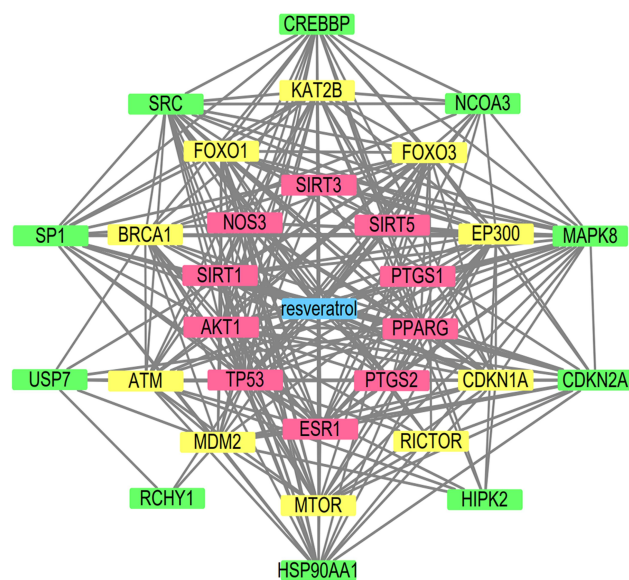 CREBBP
KAT2B
SRC
NCOA3
FOXO1
FOXO3
SIRT3
NOS3
SIRT5
SP1
BRCA1
EP300
MAPK8
SIRT1
PTGS1
resveratrol
AKT1
PPARG
USP7
ATM
TP53
PTGS2
CDKN1A
CDKN2A
ESR1
MDM2
RICTOR
RCHY1
MTOR
HIPK2
HSP90AA1